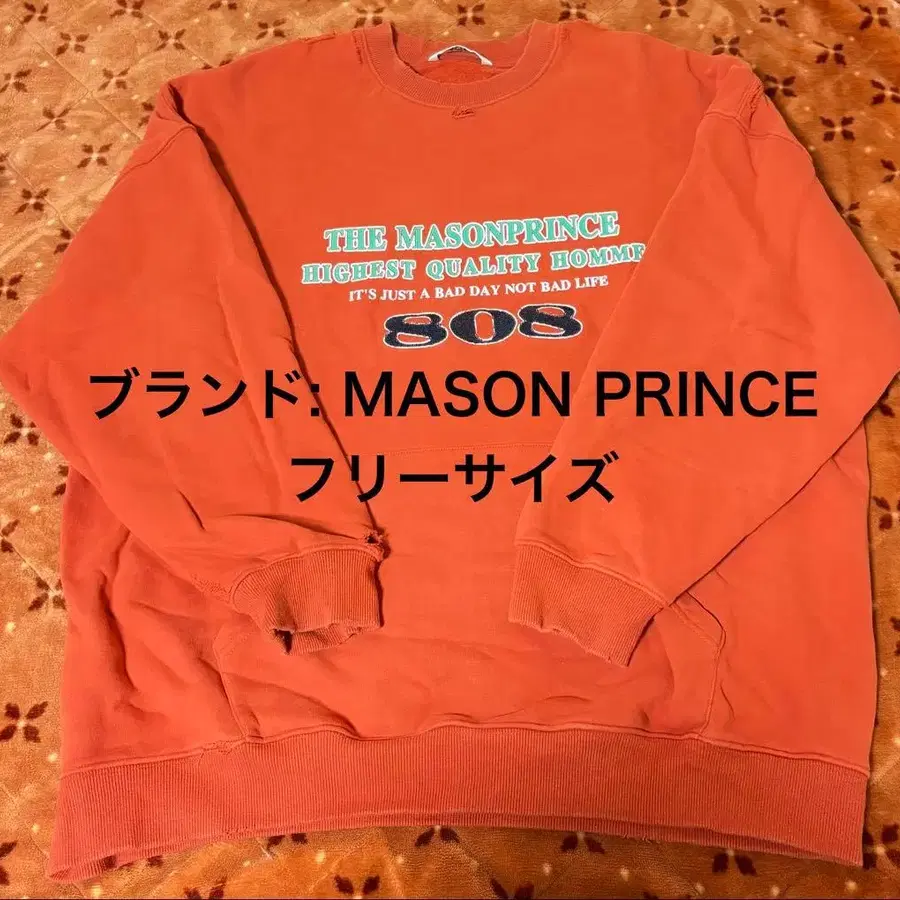 THE MASONPRINCE
HIGHEST QUALITY HOMME
IT'S JUST A BAD DAY NOT BAD LIFE
808
ブランド: MASON PRINCE
フリーサイズ